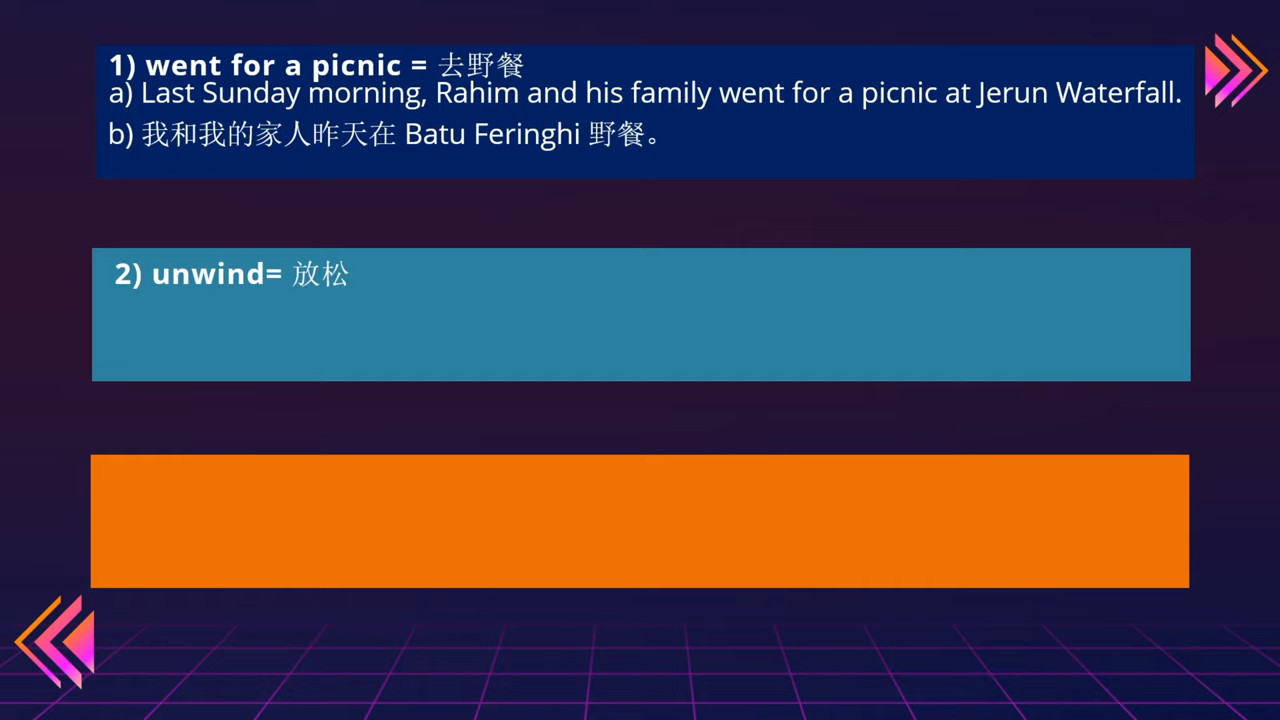 1) went for a picnic = 去野餐
a) Last Sunday morning, Rahim and his family went for a picnic at Jerun Waterfall.
b) 我和我的家人昨天在 Batu Feringhi 野餐。
2) unwind= 放松